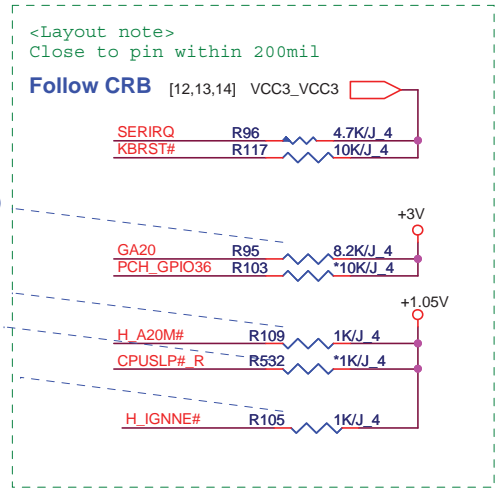 <Layout note>
Close to pin within 200mil
Follow CRB [12,13,14] VCC3_VCC3
SERIRQ R96 4.7K/J_4
KBRST# R117 10K/J_4
+3V
GA20 R95 8.2K/J_4
PCH_GPIO36 R103 *10K/J_4
+1.05V
H_A20M# R109 1K/J_4
CPUSLP#_R R532 *1K/J_4
H_IGNNE# R105 1K/J_4